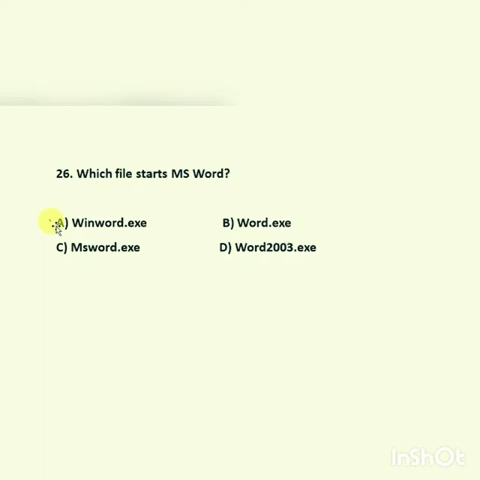 26. Which file starts MS Word?
A) Winword.exe B) Word.exe
C) Msword.exe D) Word2003.exe
InShOt